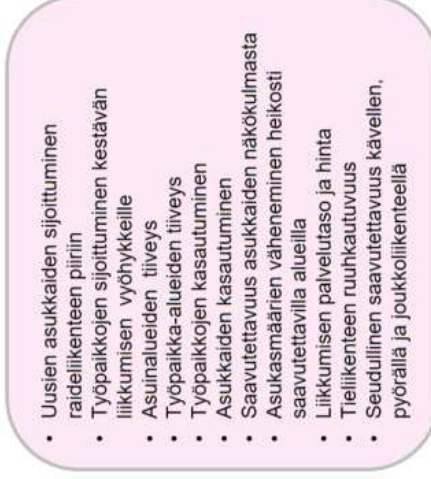 • Uusien asukkaiden sijoittuminen
raideliikenteen piiriin
• Työpaikkojen sijoittuminen kestävän
liikkumisen vyöhykkeille
• Asuinalueiden tiiveys
• Työpaikka-alueiden tiiveys
• Työpaikkojen kasautuminen
• Asukkaiden kasautuminen
• Saavutettavuus asukkaiden näkökulmasta
• Asukasmäärien väheneminen heikosti
saavutettavilla alueilla
• Liikkumisen palvelutaso ja hinta
• Tieliikenteen ruuhkautuvuus
• Seudullinen saavutettavuus kävellen,
pyörällä ja joukkoliikenteellä